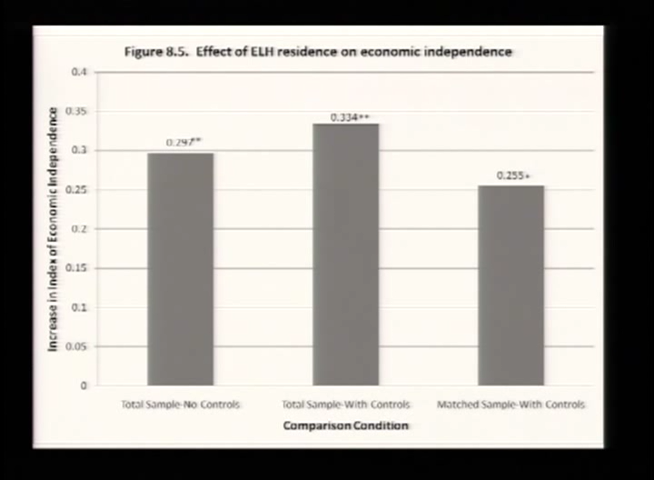 Figure 8.5. Effect of ELH residence on economic independence
Increase in Index of Economic Independence
0.4
0.35
0.3
0.25
0.2
0.15
0.1
0.05
0
0.297**
0.334**
0.255+
Total Sample-No Controls
Total Sample-With Controls
Matched Sample-With Controls
Comparison Condition